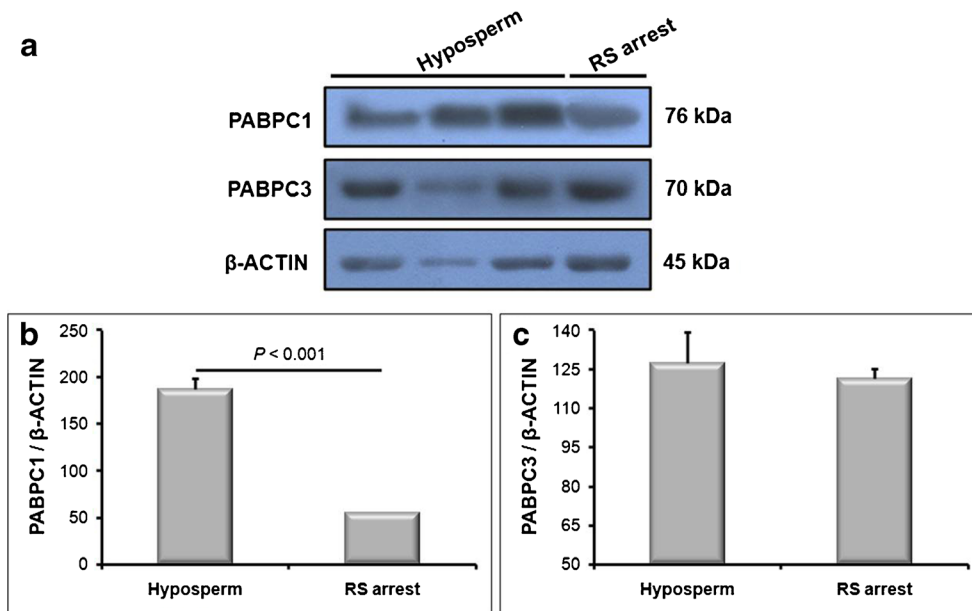 a
Hyposperm
RS arrest
PABPC1
76 kDa
PABPC3
70 kDa
β-ACTIN
45 kDa
b
PABPC1 / β-ACTIN
250
200
150
100
50
0
P < 0.001
Hyposperm
RS arrest
c
PABPC3 / β-ACTIN
140
125
110
95
80
65
50
Hyposperm
RS arrest